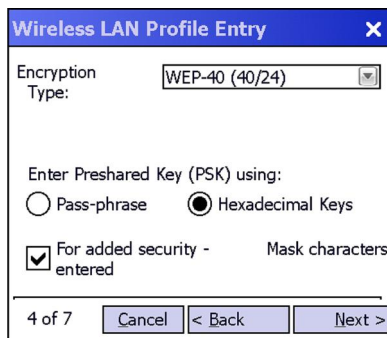 Wireless LAN Profile Entry
Encryption Type: WEP-40 (40/24)
Enter Preshared Key (PSK) using:
Pass-phrase Hexadecimal Keys
For added security - Mask characters
entered
4 of 7 Cancel < Back Next >